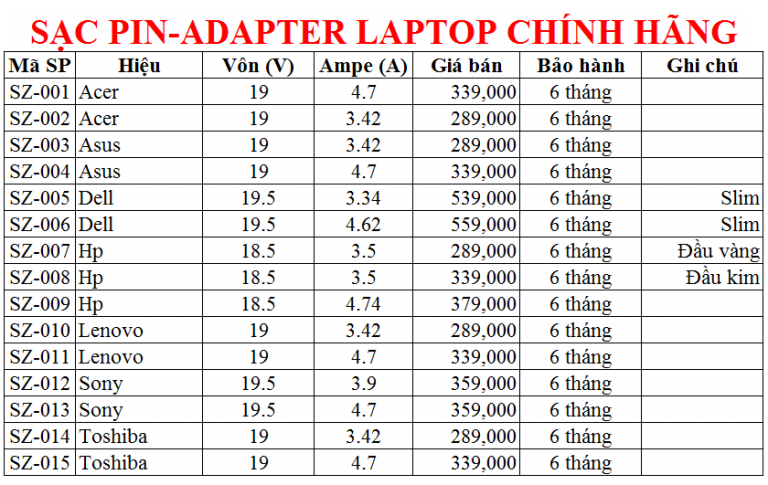 SẠC PIN-ADAPTER LAPTOP CHÍNH HÃNG
Mã SP Hiệu Vôn (V) Ampe (A) Giá bán Bảo hành Ghi chú
SZ-001 Acer 19 4.7 339,000 6 tháng
SZ-002 Acer 19 3.42 289,000 6 tháng
SZ-003 Asus 19 3.42 289,000 6 tháng
SZ-004 Asus 19 4.7 339,000 6 tháng
SZ-005 Dell 19.5 3.34 539,000 6 tháng Slim
SZ-006 Dell 19.5 4.62 559,000 6 tháng Slim
SZ-007 Hp 18.5 3.5 289,000 6 tháng Đầu vàng
SZ-008 Hp 18.5 3.5 339,000 6 tháng Đầu kim
SZ-009 Hp 18.5 4.74 379,000 6 tháng
SZ-010 Lenovo 19 3.42 289,000 6 tháng
SZ-011 Lenovo 19 4.7 339,000 6 tháng
SZ-012 Sony 19.5 3.9 359,000 6 tháng
SZ-013 Sony 19.5 4.7 359,000 6 tháng
SZ-014 Toshiba 19 3.42 289,000 6 tháng
SZ-015 Toshiba 19 4.7 339,000 6 tháng